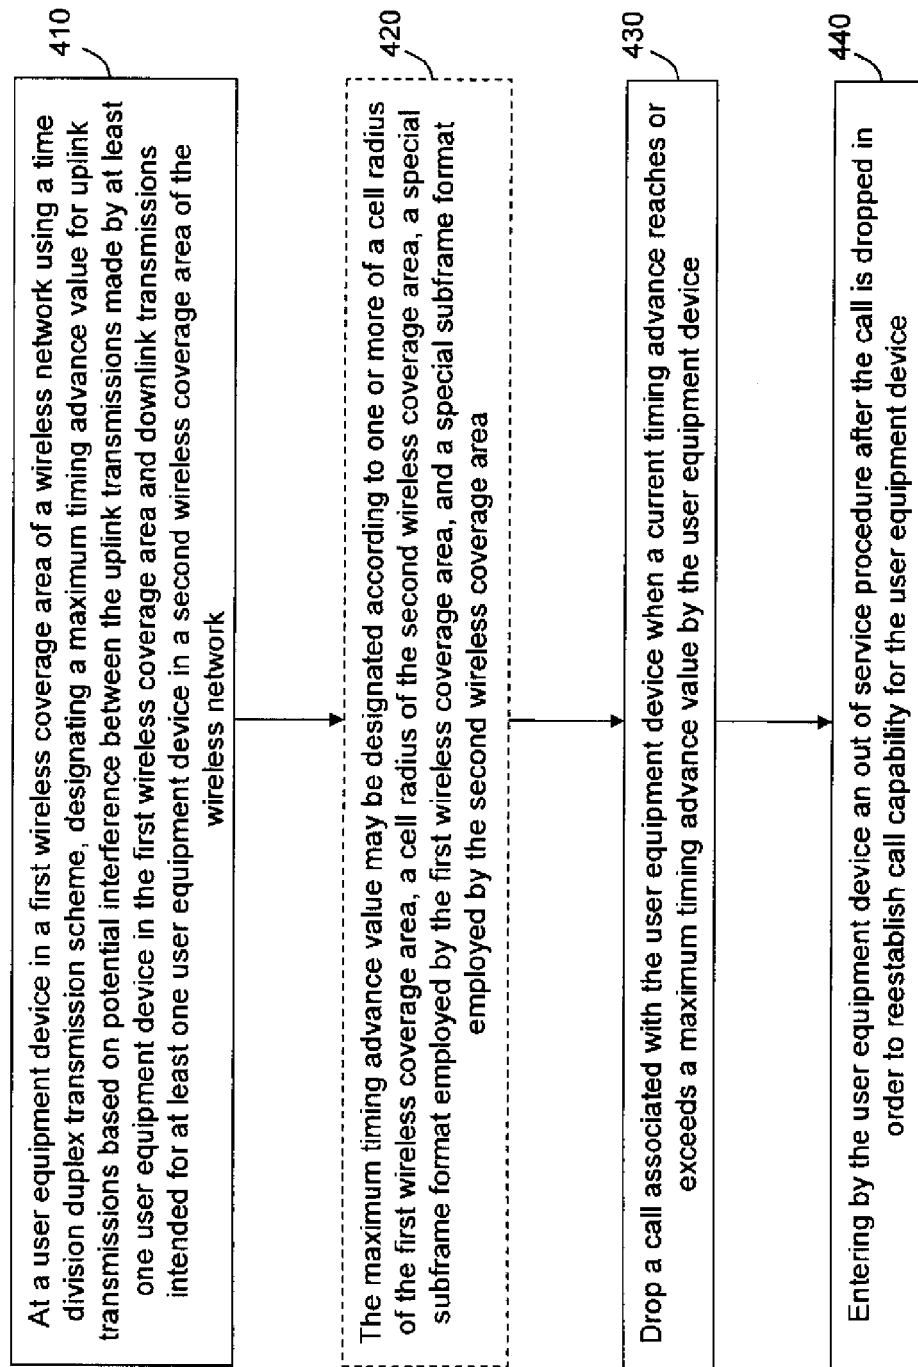 At a user equipment device in a first wireless coverage area of a wireless network using a time
division duplex transmission scheme, designating a maximum timing advance value for uplink
transmissions based on potential interference between the uplink transmissions made by at least
one user equipment device in the first wireless coverage area and downlink transmissions
intended for at least one user equipment device in a second wireless coverage area of the
wireless network
410
The maximum timing advance value may be designated according to one or more of a cell radius
of the first wireless coverage area, a cell radius of the second wireless coverage area, a special
subframe format employed by the first wireless coverage area, and a special subframe format
employed by the second wireless coverage area
420
Drop a call associated with the user equipment device when a current timing advance reaches or
exceeds a maximum timing advance value by the user equipment device
430
Entering by the user equipment device an out of service procedure after the call is dropped in
order to reestablish call capability for the user equipment device
440